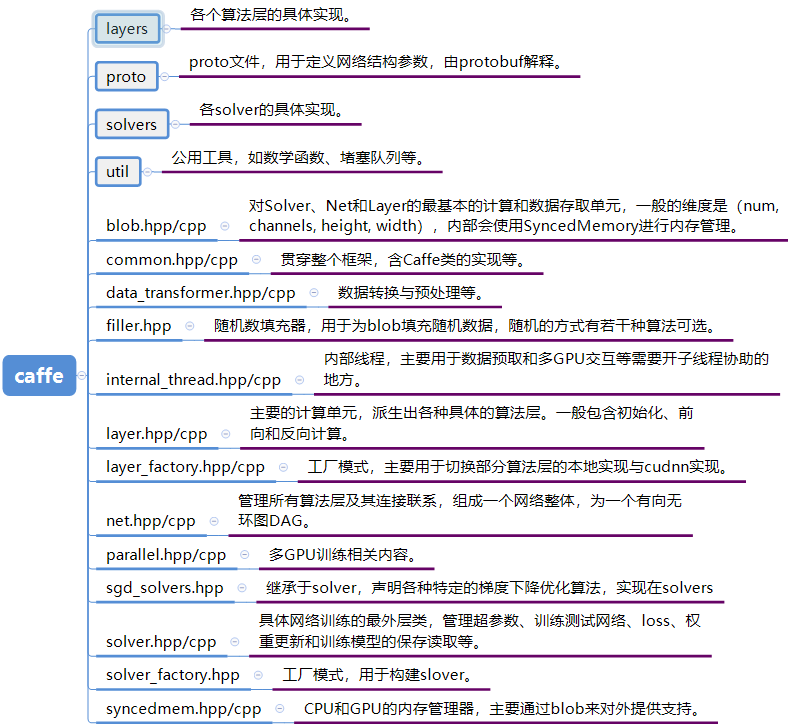 caffe
layers
各个算法层的具体实现。
proto
proto文件，用于定义网络结构参数，由protobuf解释。
solvers
各solver的具体实现。
util
公用工具，如数学函数、堵塞队列等。
blob.hpp/cpp
对Solver、Net和Layer的最基本的计算和数据存取单元，一般的维度是（num,
channels, height, width），内部会使用SyncedMemory进行内存管理。
common.hpp/cpp
贯穿整个框架，含Caffe类的实现等。
data_transformer.hpp/cpp
数据转换与预处理等。
filler.hpp
随机数填充器，用于为blob填充随机数据，随机的方式有若干种算法可选。
internal_thread.hpp/cpp
内部线程，主要用于数据预取和多GPU交互等需要开子线程协助的
地方。
layer.hpp/cpp
主要的计算单元，派生出各种具体的算法层。一般包含初始化、前
向和反向计算。
layer_factory.hpp/cpp
工厂模式，主要用于切换部分算法层的本地实现与cudnn实现。
net.hpp/cpp
管理所有算法层及其连接联系，组成一个网络整体，为一个有向无
环图DAG。
parallel.hpp/cpp
多GPU训练相关内容。
sgd_solvers.hpp
继承于solver，声明各种特定的梯度下降优化算法，实现在solvers
solver.hpp/cpp
具体网络训练的最外层类，管理超参数、训练测试网络、loss、权
重更新和训练模型的保存读取等。
solver_factory.hpp
工厂模式，用于构建slover。
syncedmem.hpp/cpp
CPU和GPU的内存管理器，主要通过blob来对外提供支持。